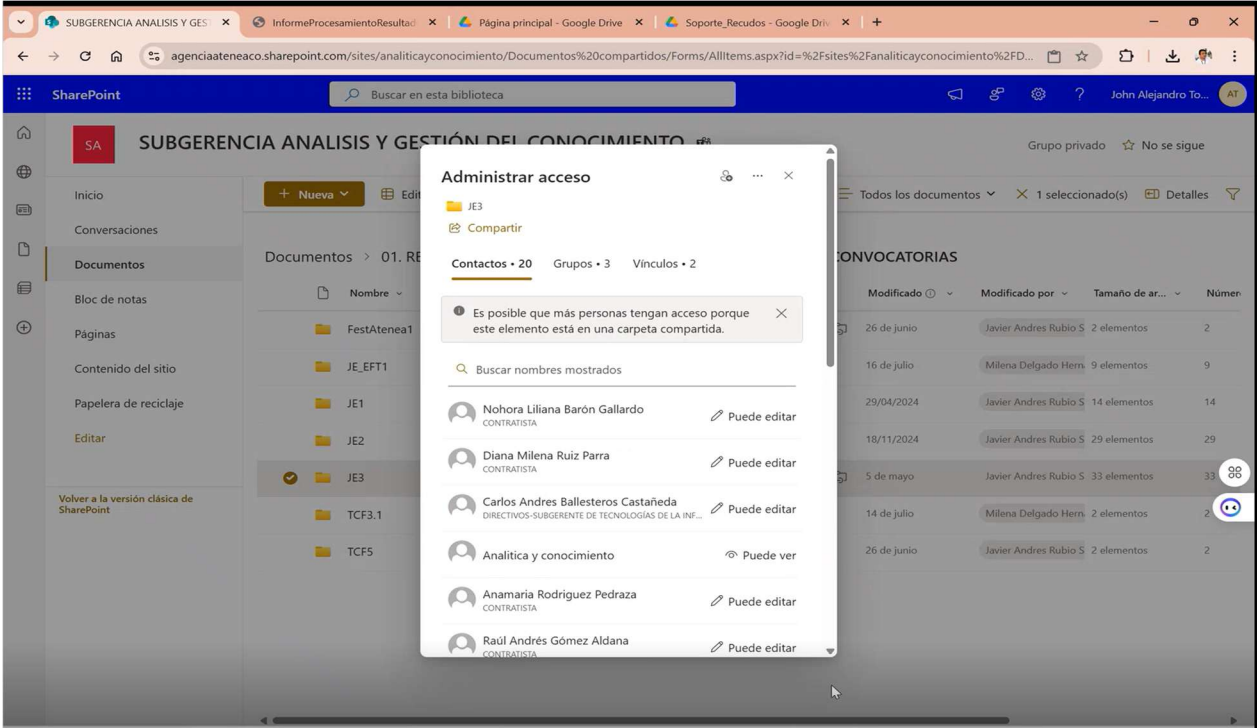 SUBGERENCIA ANALISIS Y GES
InformeProcesamientoResultad
Página principal - Google Drive
Soporte_Recudos - Google Driv
agenciaateneaco.sharepoint.com/sites/analiticayconocimiento/Documentos%20compartidos/Forms/AllItems.aspx?id=%2Fsites%2Fanaliticayconocimiento%2FD...
SharePoint
Buscar en esta biblioteca
John Alejandro To...
AT
SA
SUBGERENCIA ANALISIS Y GESTIÓN DEL CONOCIMIENTO
Grupo privado
No se sigue
Inicio
Conversaciones
Documentos
Bloc de notas
Páginas
Contenido del sitio
Papelera de reciclaje
Editar
Volver a la versión clásica de
SharePoint
+ Nueva
Edit
Todos los documentos
1 seleccionado(s)
Detalles
Documentos > 01. RE
CONVOCATORIAS
Nombre
Modificado
Modificado por
Tamaño de ar...
Número
FestAtenea1
26 de junio
Javier Andres Rubio S
2 elementos
2
JE_EFT1
16 de julio
Milena Delgado Hern
9 elementos
9
JE1
29/04/2024
Javier Andres Rubio S
14 elementos
14
JE2
18/11/2024
Javier Andres Rubio S
29 elementos
29
JE3
5 de mayo
Javier Andres Rubio S
33 elementos
33
TCF3.1
14 de julio
Milena Delgado Hern
2 elementos
2
TCF5
26 de junio
Javier Andres Rubio S
2 elementos
2
Administrar acceso
JE3
Compartir
Contactos • 20
Grupos • 3
Vínculos • 2
Es posible que más personas tengan acceso porque
este elemento está en una carpeta compartida.
Buscar nombres mostrados
Nohora Liliana Barón Gallardo
CONTRATISTA
Puede editar
Diana Milena Ruiz Parra
CONTRATISTA
Puede editar
Carlos Andres Ballesteros Castañeda
DIRECTIVOS-SUBGERENTE DE TECNOLOGÍAS DE LA INF...
Puede editar
Analitica y conocimiento
Puede ver
Anamaria Rodriguez Pedraza
CONTRATISTA
Puede editar
Raúl Andrés Gómez Aldana
CONTRATISTA
Puede editar